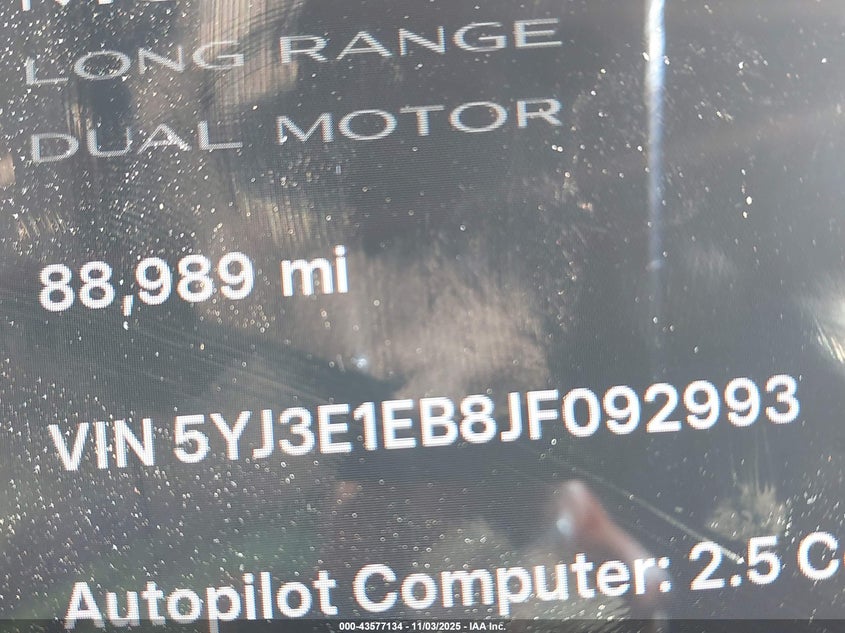 LONG RANGE
DUAL MOTOR
88,989 mi
VIN 5YJ3E1EB8JF092993
Autopilot Computer: 2.5
000-43577134 - 11/03/2025 - IAA Inc.